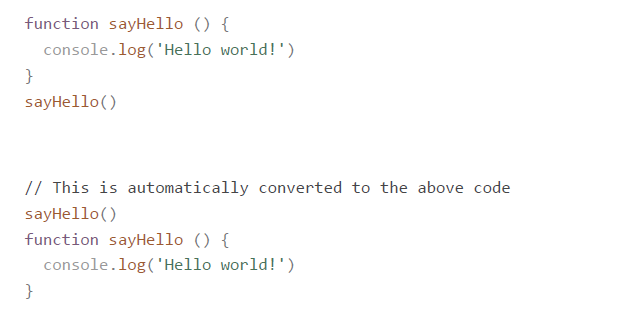 function sayHello () {
  console.log('Hello world!')
}
sayHello()
// This is automatically converted to the above code
sayHello()
function sayHello () {
  console.log('Hello world!')
}